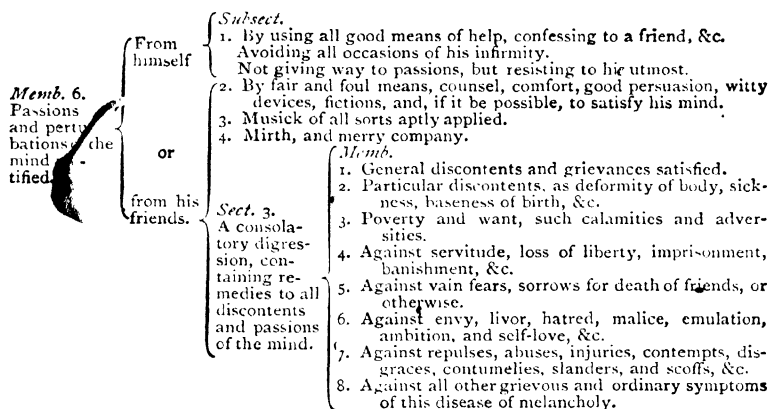 Memb. 6.
Passions
and pertu
bations the
mind
tified.
From
himself
or
from his
friends.
Subsect.
1. By using all good means of help, confessing to a friend, &c.
Avoiding all occasions of his infirmity.
Not giving way to passions, but resisting to his utmost.
2. By fair and foul means, counsel, comfort, good persuasion, witty
devices, fictions, and, if it be possible, to satisfy his mind.
3. Musick of all sorts aptly applied.
4. Mirth, and merry company.
Sect. 3.
A consola-
tory digres-
sion, con-
taining re-
medies to all
discontents
and passions
of the mind.
Memb.
1. General discontents and grievances satisfied.
2. Particular discontents, as deformity of body, sick-
ness, baseness of birth, &c.
3. Poverty and want, such calamities and adver-
sities.
4. Against servitude, loss of liberty, imprisonment,
banishment, &c.
5. Against vain fears, sorrows for death of friends, or
otherwise.
6. Against envy, livor, hatred, malice, emulation,
ambition, and self-love, &c.
7. Against repulses, abuses, injuries, contempts, dis-
graces, contumelies, slanders, and scoffs, &c.
8. Against all other grievous and ordinary symptoms
of this disease of melancholy.